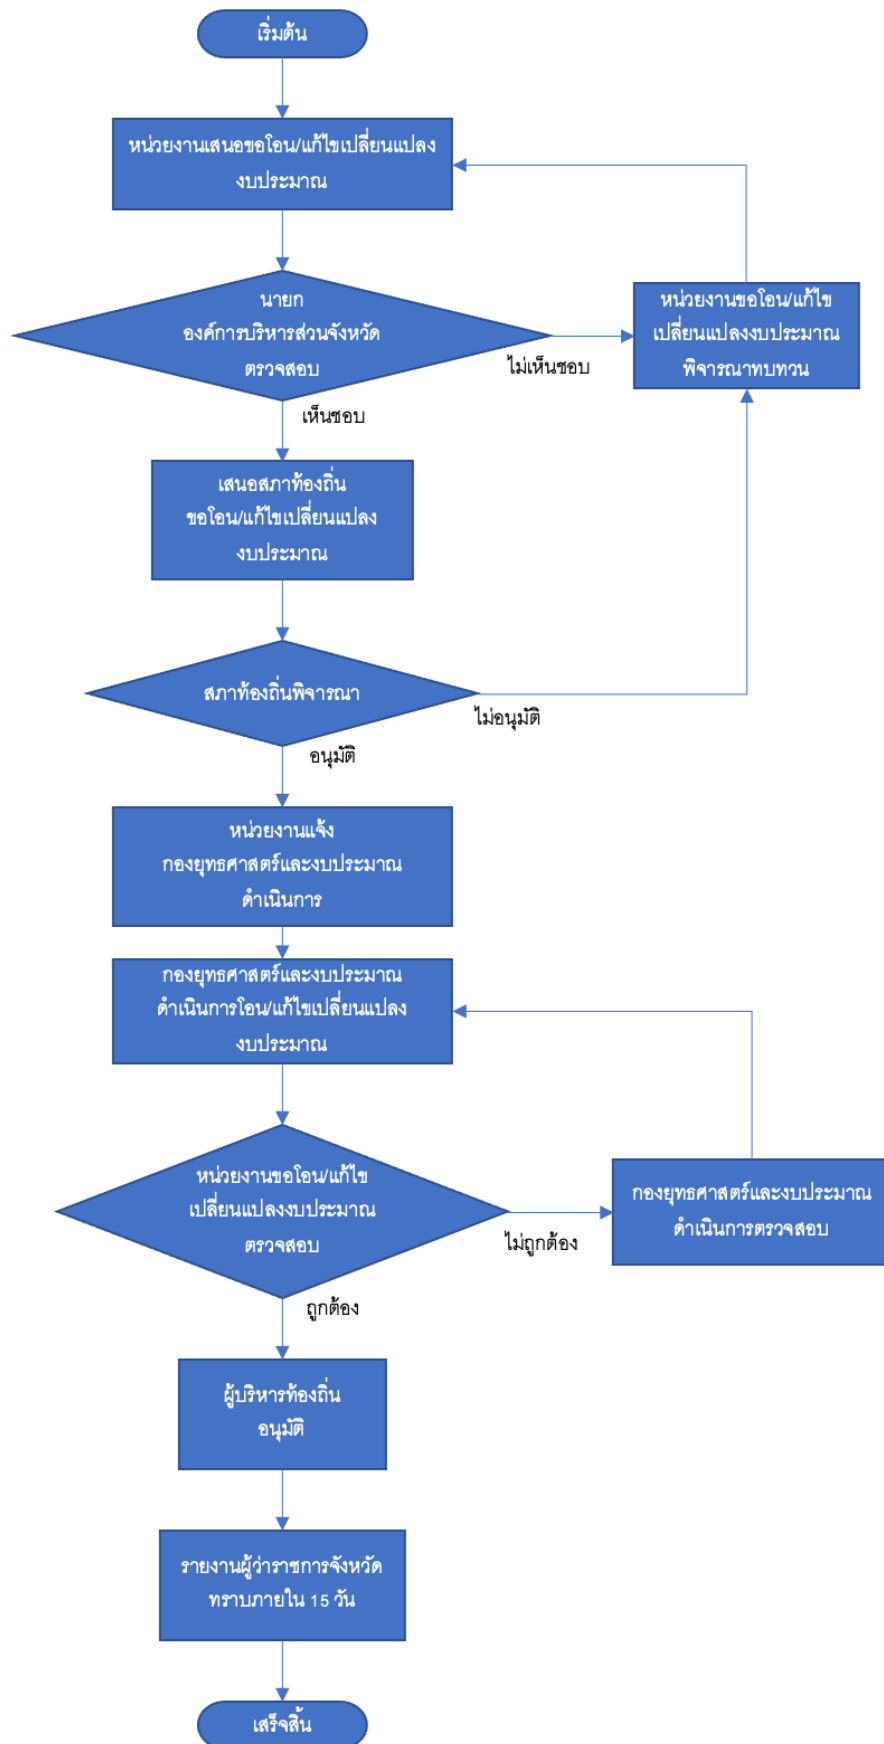 เริ่มต้น
หน่วยงานเสนอขอโอน/แก้ไขเปลี่ยนแปลง
งบประมาณ
นายก
องค์การบริหารส่วนจังหวัด
ตรวจสอบ
ไม่เห็นชอบ
หน่วยงานขอโอน/แก้ไข
เปลี่ยนแปลงงบประมาณ
พิจารณาทบทวน
เห็นชอบ
เสนอสภาท้องถิ่น
ขอโอน/แก้ไขเปลี่ยนแปลง
งบประมาณ
สภาท้องถิ่นพิจารณา
ไม่อนุมัติ
อนุมัติ
หน่วยงานแจ้ง
กองยุทธศาสตร์และงบประมาณ
ดำเนินการ
กองยุทธศาสตร์และงบประมาณ
ดำเนินการโอน/แก้ไขเปลี่ยนแปลง
งบประมาณ
หน่วยงานขอโอน/แก้ไข
เปลี่ยนแปลงงบประมาณ
ตรวจสอบ
ไม่ถูกต้อง
กองยุทธศาสตร์และงบประมาณ
ดำเนินการตรวจสอบ
ถูกต้อง
ผู้บริหารท้องถิ่น
อนุมัติ
รายงานผู้ว่าราชการจังหวัด
ทราบภายใน 15 วัน
เสร็จสิ้น